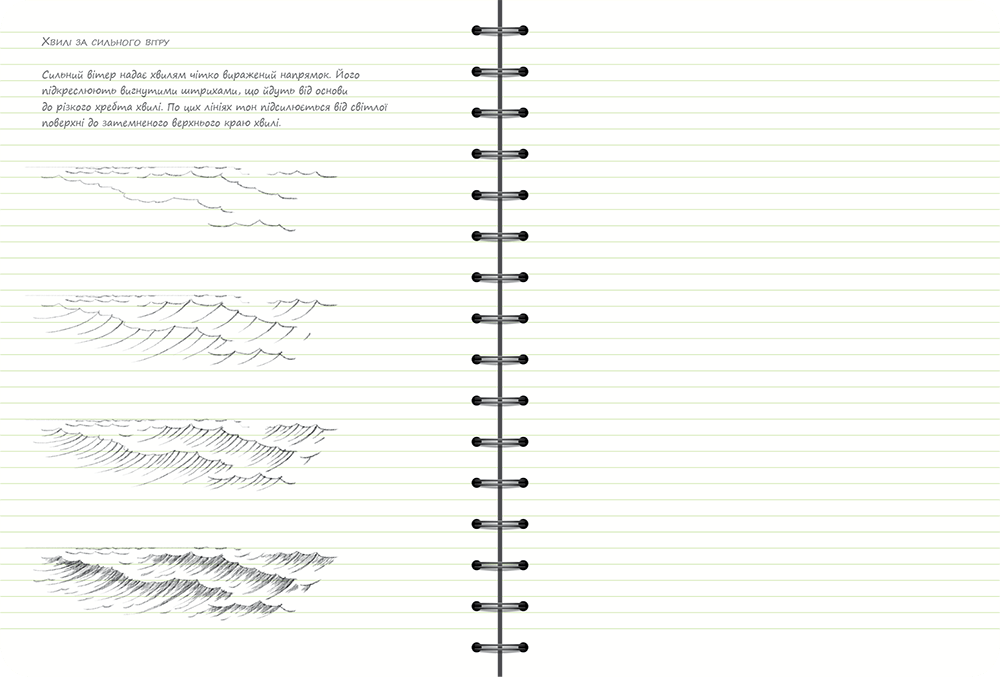 Хвилі за сильного вітру
Сильний вітер надає хвилям чітко виражений напрямок. Його
підкреслюють вигнутими штрихами, що йдуть від основи
до різкого хребта хвилі. По цих лініях тон підсилюється від світлої
поверхні до затемненого верхнього краю хвилі.